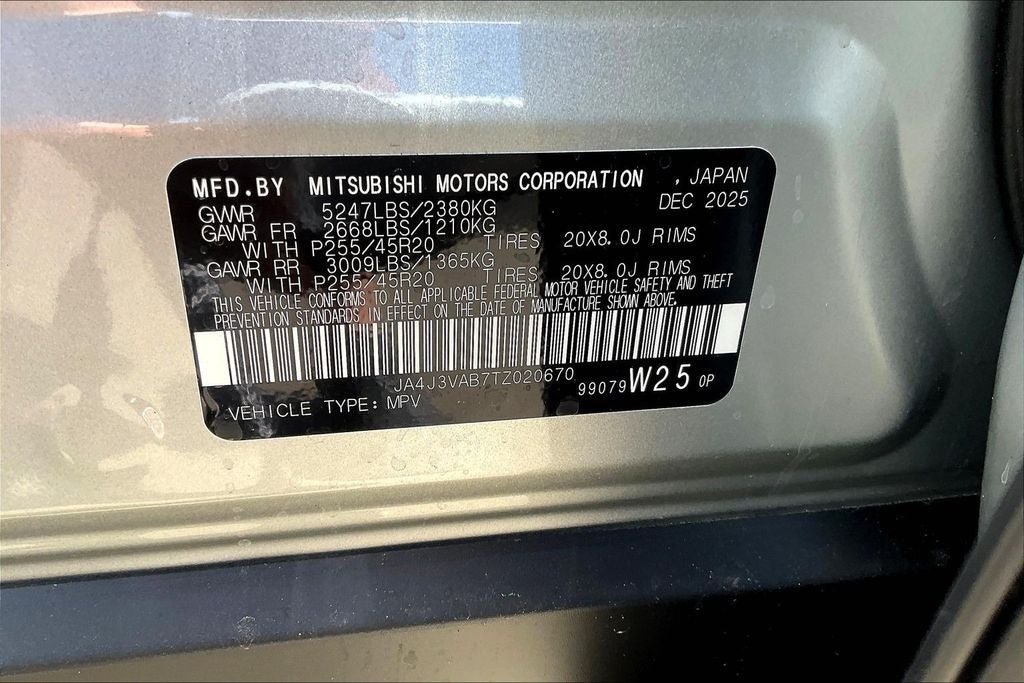 MFD.BY MITSUBISHI MOTORS CORPORATION , JAPAN
DEC 2025
GWWR 5247LBS/2380KG
GAWR FR 2668LBS/1210KG
WITH P255/45R20 TIRES 20X8.0J RIMS
GAWR RR 3009LBS/1365KG
WITH P255/45R20 TIRES 20X8.0J RIMS
THIS VEHICLE CONFORMS TO ALL APPLICABLE FEDERAL MOTOR VEHICLE SAFETY AND THEFT
PREVENTION STANDARDS IN EFFECT ON THE DATE OF MANUFACTURE SHOWN ABOVE.
JA4J3VAB7TZ020670
99079 W25 0P
VEHICLE TYPE: MPV